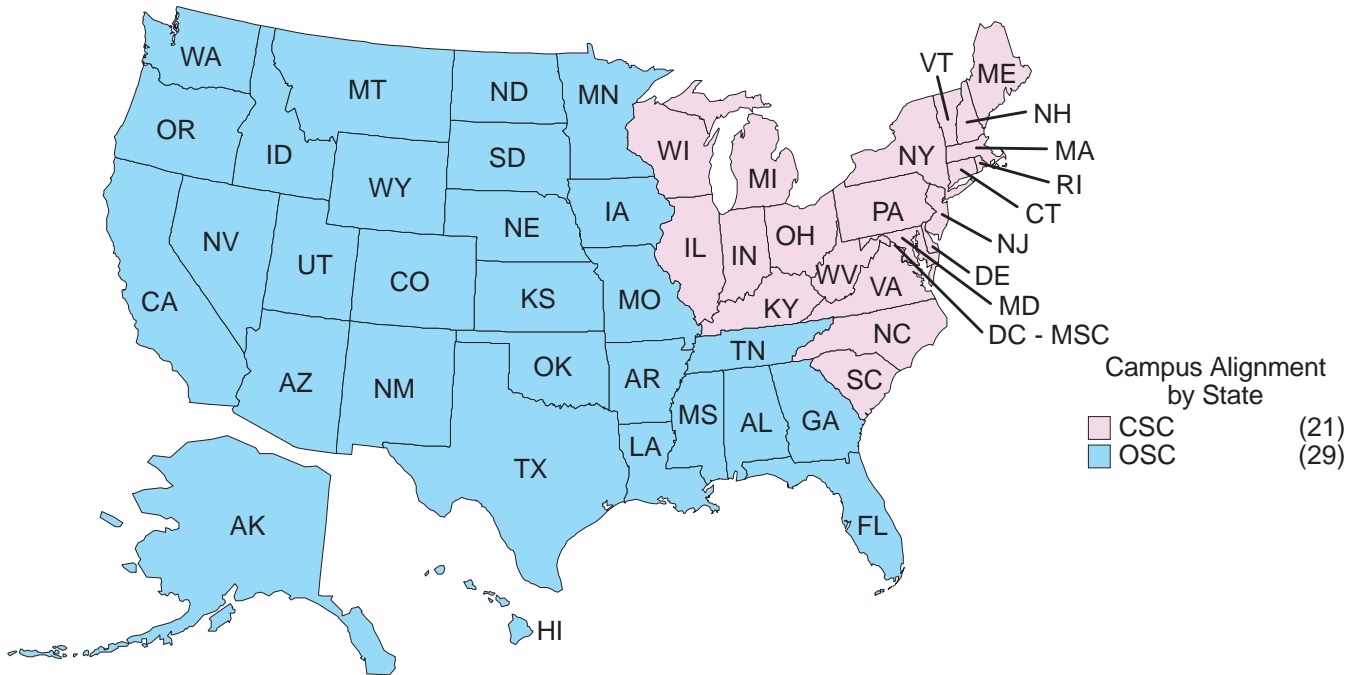 WA
MT
ND
MN
VT
ME
OR
ID
SD
WI
NH
WY
MI
NY
MA
RI
NV
NE
IA
PA
CT
UT
CO
IL
IN
OH
NJ
CA
KS
MO
WV
VA
DE
KY
MD
AZ
NM
OK
TN
NC
DC - MSC
AR
SC
MS
AL
GA
LA
TX
AK
FL
HI
Campus Alignment
by State
CSC (21)
OSC (29)